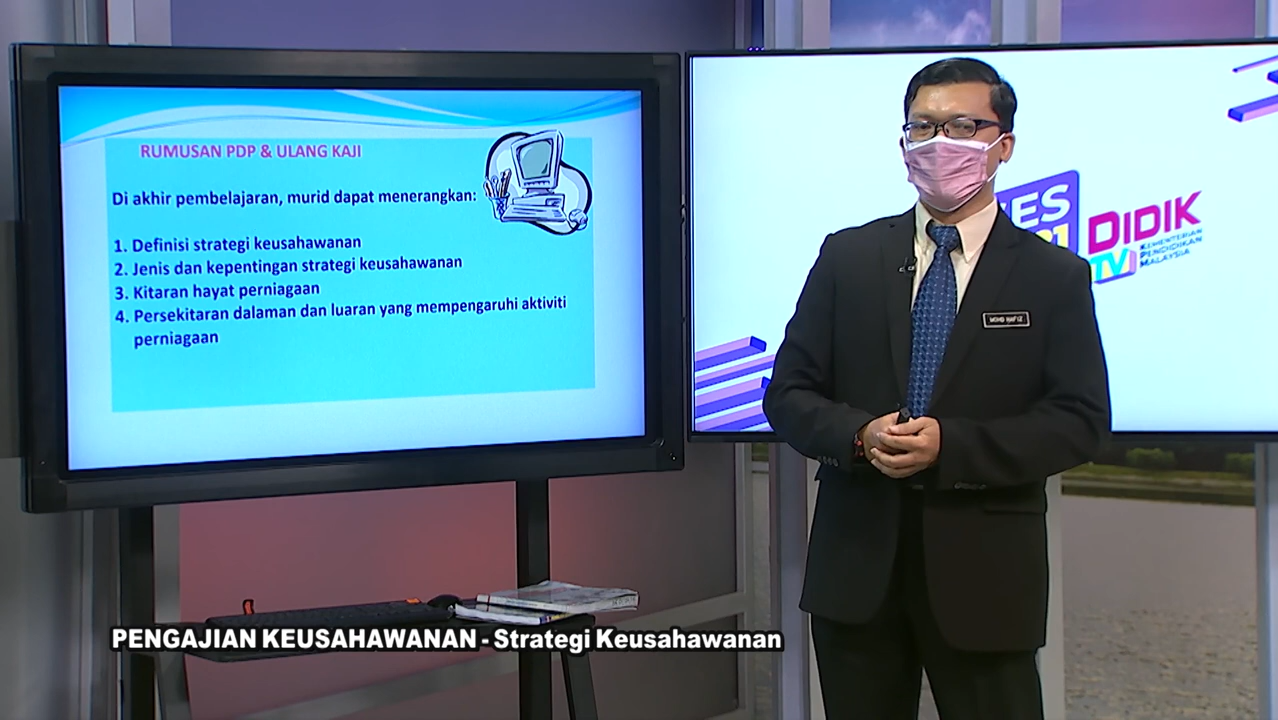 RUMUSAN PDP & ULANG KAJI
Di akhir pembelajaran, murid dapat menerangkan:
1. Definisi strategi keusahawanan
2. Jenis dan kepentingan strategi keusahawanan
3. Kitaran hayat perniagaan
4. Persekitaran dalaman dan luaran yang mempengaruhi aktiviti
perniagaan
DIDIK
TV
KEMENTERIAN
PENDIDIKAN
MALAYSIA
MOHD HAFIZ
PENGAJIAN KEUSAHAWANAN - Strategi Keusahawanan